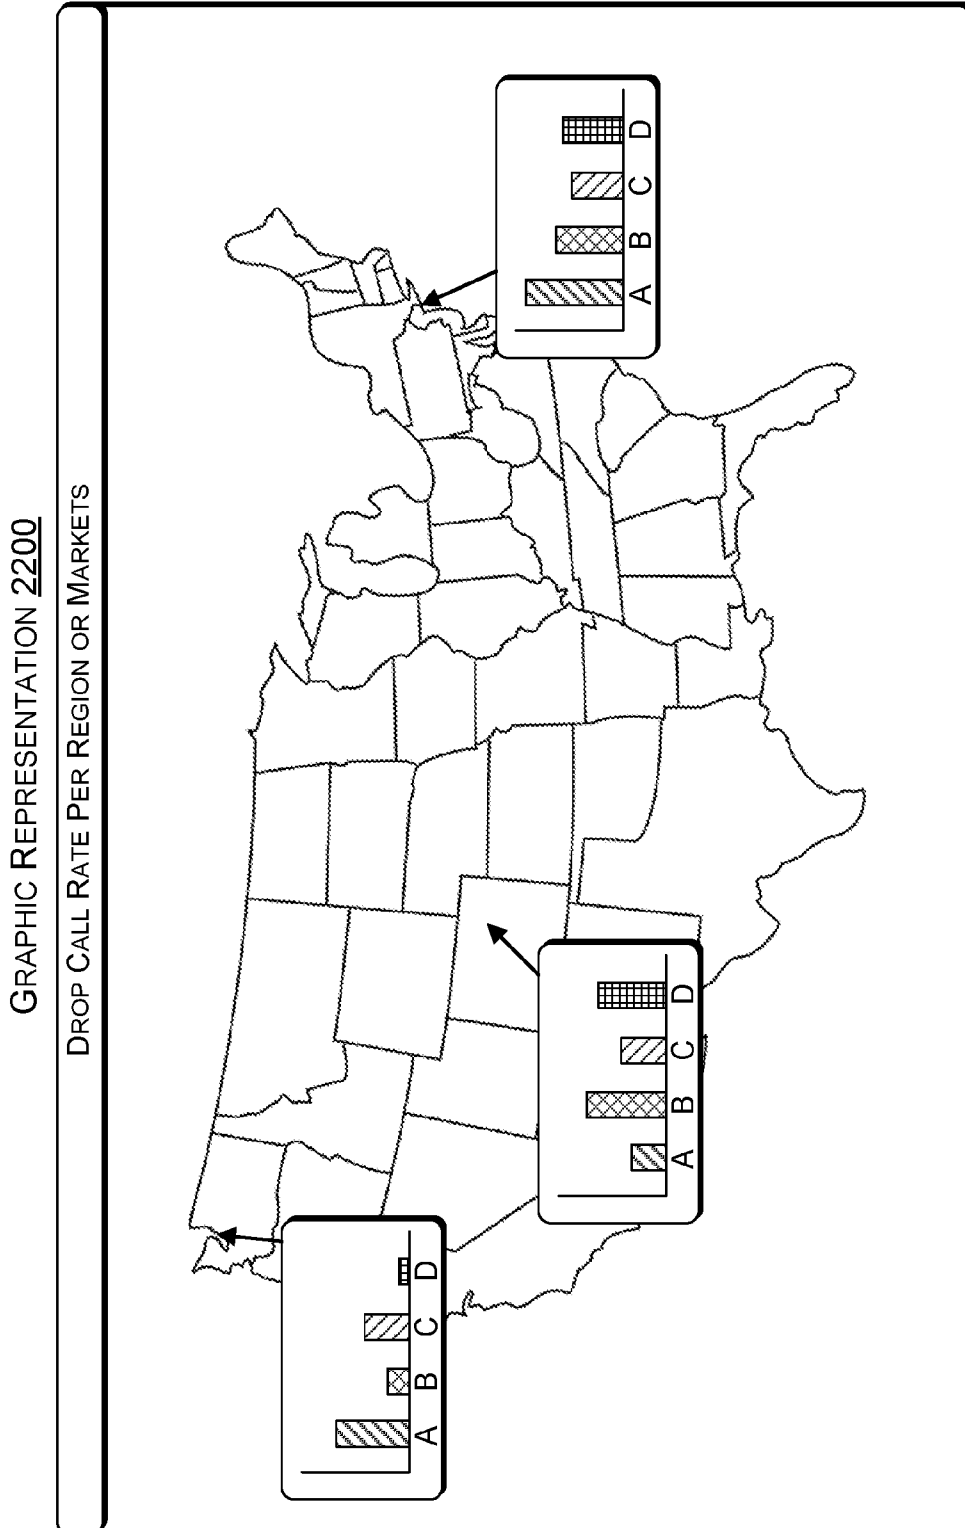 GRAPHIC REPRESENTATION 2200
DROP CALL RATE PER REGION OR MARKETS
A B C D
A B C D
A B C D